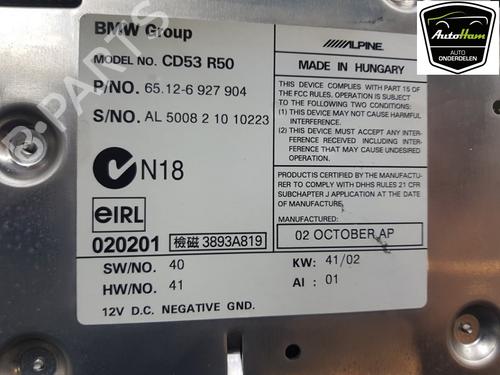 AutoHam
AUTO
ONDERDELEN
BMW Group
MODEL NO. CD53 R50
P/NO. 65.12-6 927 904
S/NO. AL 5008 2 10 10223
N18
eIRL
020201 檢磁 3893A819
SW/NO. 40
HW/NO. 41
12V D.C. NEGATIVE GND.
ALPINE
MADE IN HUNGARY
THIS DEVICE COMPLIES WITH PART 15 OF
THE FCC RULES. OPERATION IS SUBJECT
TO THE FOLLOWING TWO CONDITIONS:
(1) THIS DEVICE MAY NOT CAUSE HARMFUL
INTERFERENCE.
(2) THIS DEVICE MUST ACCEPT ANY INTER-
FERENCE RECEIVED, INCLUDING INTER-
FERENCE THAT MAY CAUSE UNDESIRED
OPERATION.
PRODUCT IS CERTIFIED BY THE MANUFACTU-
RER TO COMPLY WITH DHHS RULES 21 CFR
SUBCHAPTER J APPLICATION AT THE DATE
OF MANUFACTURE.
MANUFACTURED:
02 OCTOBER AP
KW: 41/02
AI : 01
B-PARTS